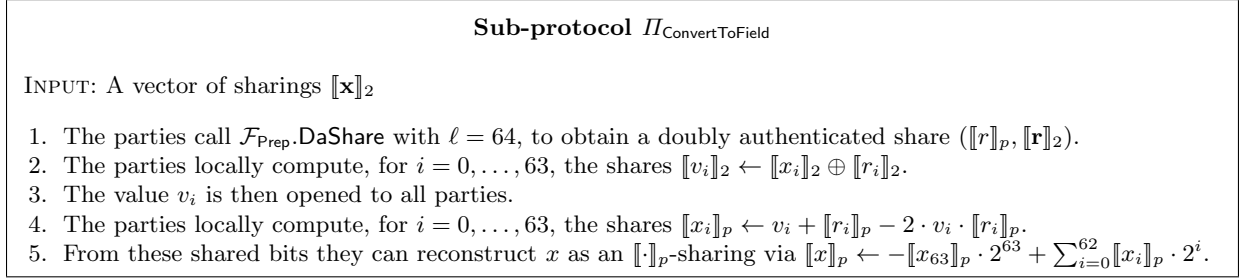 Sub-protocol Π_ConvertToField
INPUT: A vector of sharings ⟦𝐱⟧₂
1. The parties call ℱ_Prep.DaShare with ℓ = 64, to obtain a doubly authenticated share (⟦r⟧_p, ⟦𝐫⟧₂).
2. The parties locally compute, for i = 0, . . . , 63, the shares ⟦v_i⟧₂ ← ⟦x_i⟧₂ ⊕ ⟦r_i⟧₂.
3. The value v_i is then opened to all parties.
4. The parties locally compute, for i = 0, . . . , 63, the shares ⟦x_i⟧_p ← v_i + ⟦r_i⟧_p − 2 · v_i · ⟦r_i⟧_p.
5. From these shared bits they can reconstruct x as an ⟦·⟧_p-sharing via ⟦x⟧_p ← −⟦x_63⟧_p · 2^63 + ∑_{i=0}^{62} ⟦x_i⟧_p · 2^i.